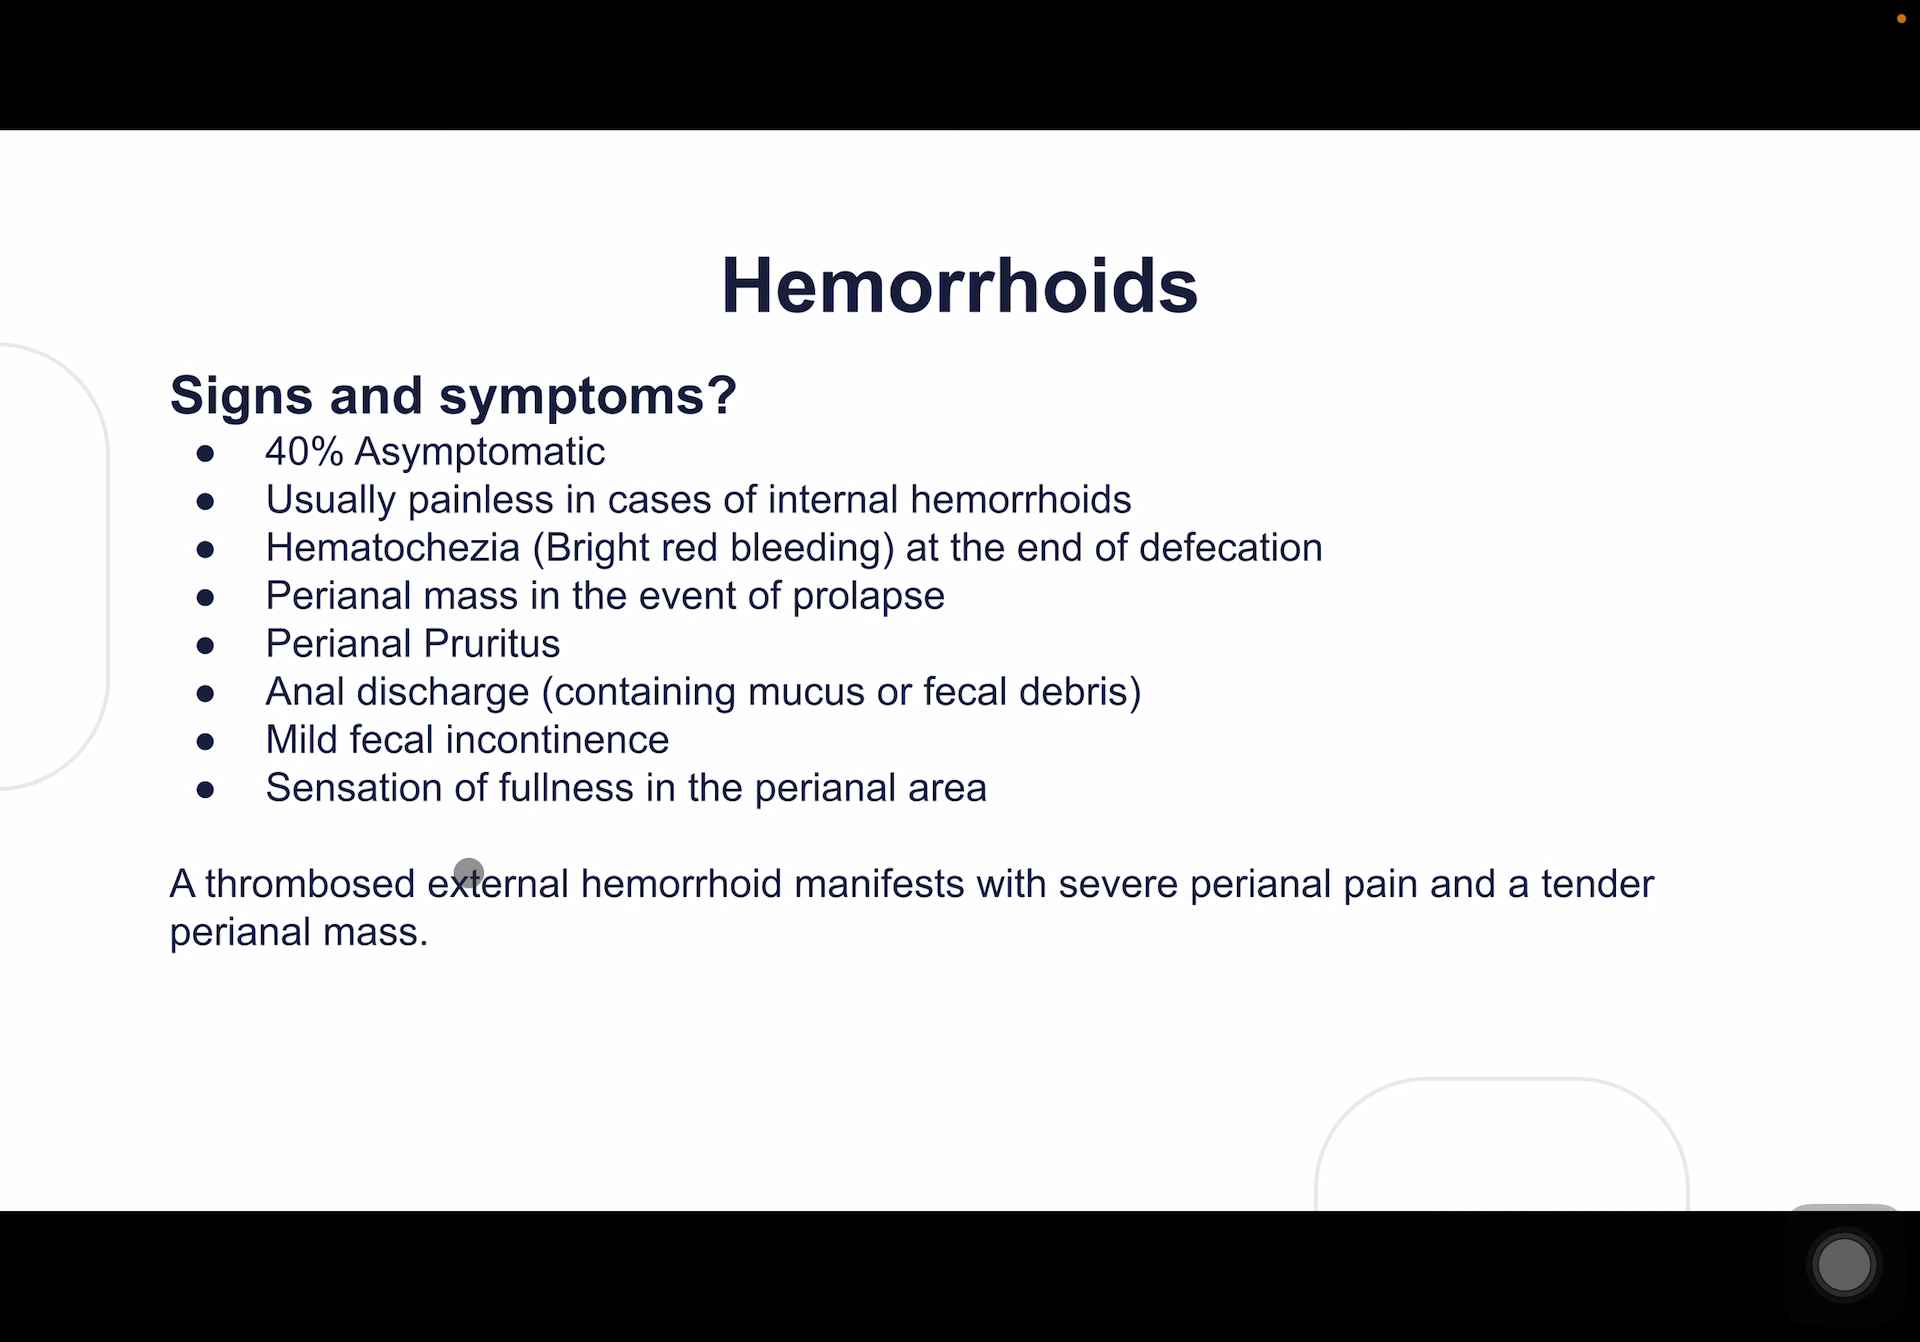 Hemorrhoids
Signs and symptoms?
● 40% Asymptomatic
● Usually painless in cases of internal hemorrhoids
● Hematochezia (Bright red bleeding) at the end of defecation
● Perianal mass in the event of prolapse
● Perianal Pruritus
● Anal discharge (containing mucus or fecal debris)
● Mild fecal incontinence
● Sensation of fullness in the perianal area
A thrombosed external hemorrhoid manifests with severe perianal pain and a tender
perianal mass.